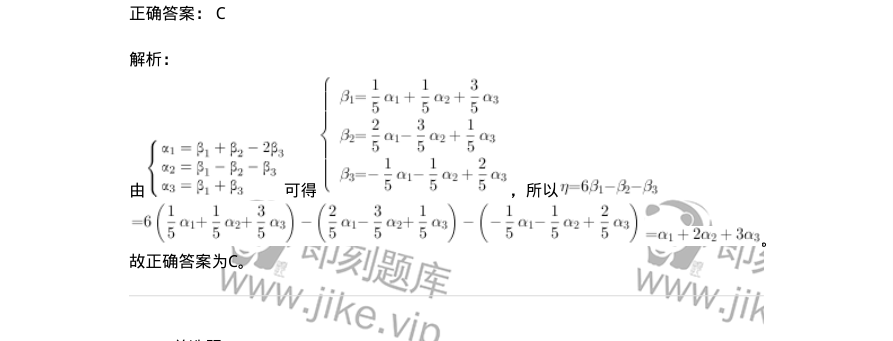 正确答案： C
解析：
由 { α₁ = β₁ + β₂ − 2β₃ ; α₂ = β₁ − β₂ − β₃ ; α₃ = β₁ + β₃ 可得 { β₁= 1/5 α₁ + 1/5 α₂ + 3/5 α₃ ; β₂= 2/5 α₁− 3/5 α₂ + 1/5 α₃ ; β₃=− 1/5 α₁− 1/5 α₂ + 2/5 α₃ ，所以 η=6β₁−β₂−β₃
=6 ( 1/5 α₁+ 1/5 α₂+ 3/5 α₃ ) − ( 2/5 α₁− 3/5 α₂+ 1/5 α₃ ) − ( − 1/5 α₁− 1/5 α₂ + 2/5 α₃ ) =α₁ + 2α₂ + 3α₃。
故正确答案为C。
即刻题库
www.jike.vip
www.jike